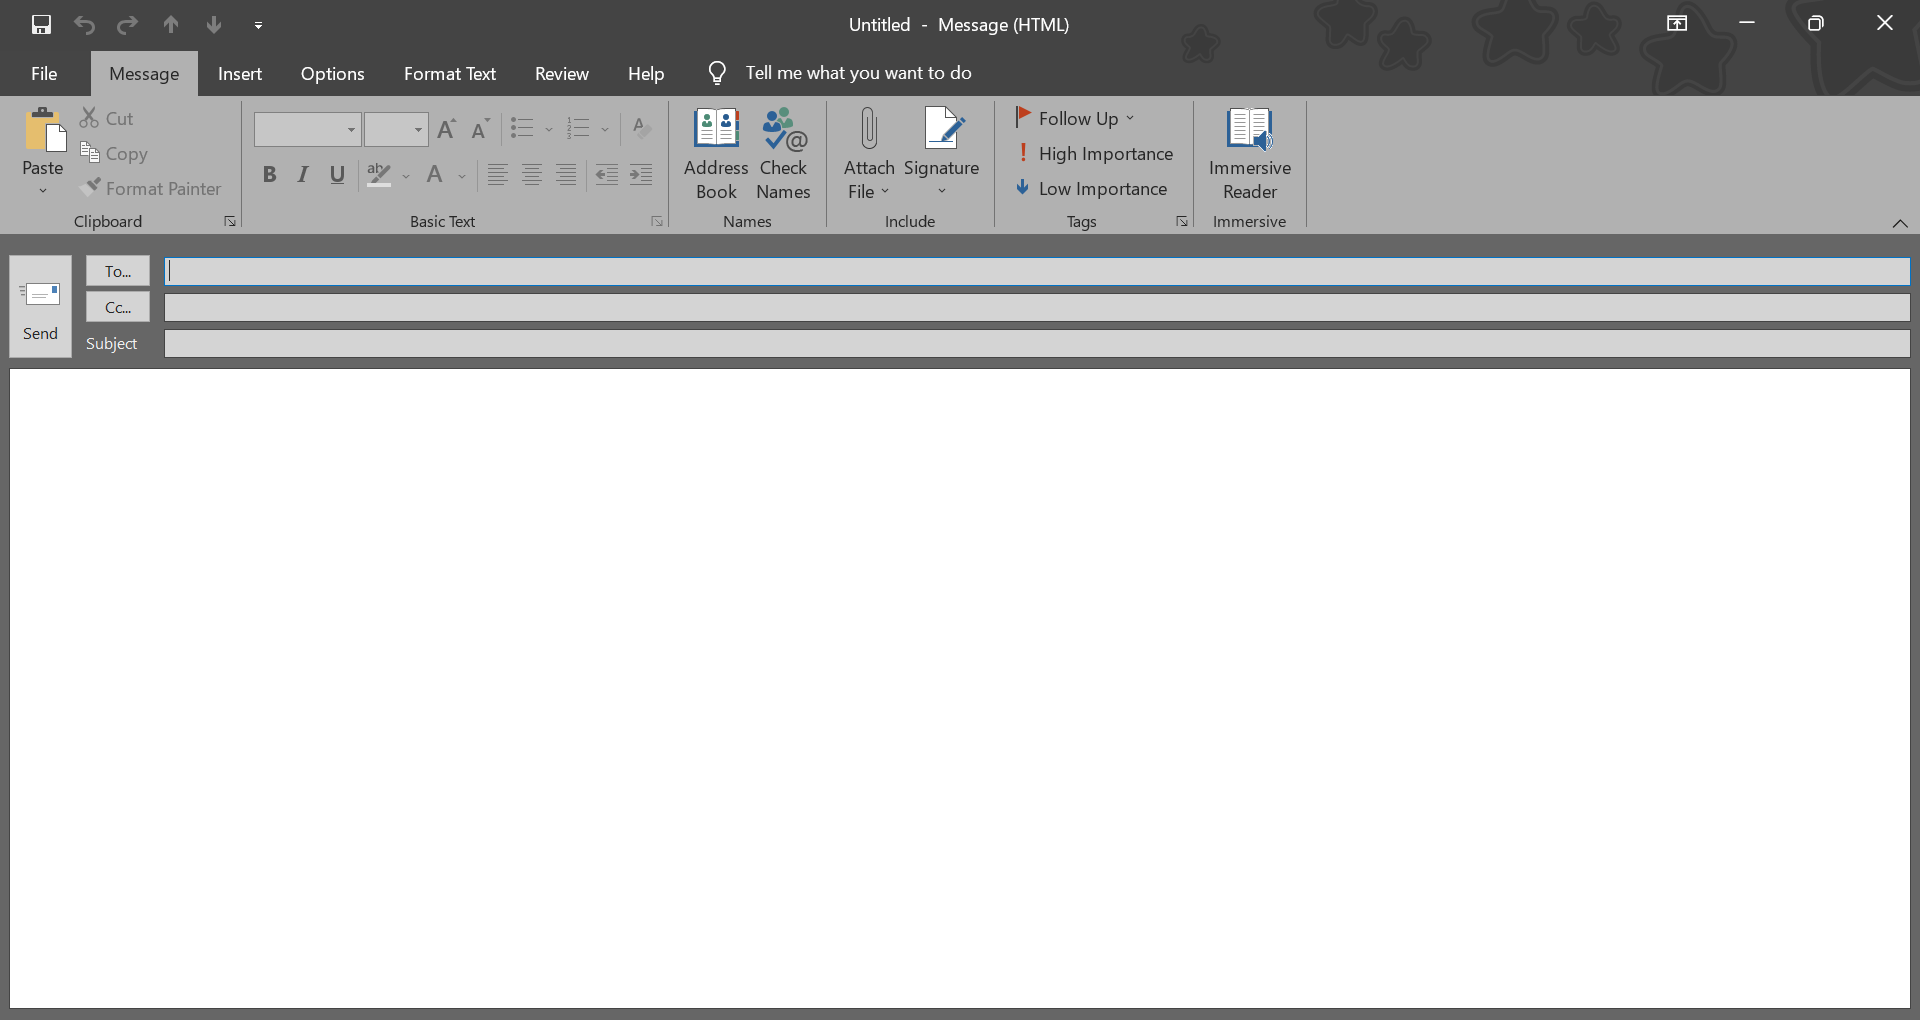 Untitled - Message (HTML)
File Message Insert Options Format Text Review Help Tell me what you want to do
Paste
Cut
Copy
Format Painter
Clipboard
B I U ab A
Basic Text
Address Book
Check Names
Names
Attach File
Signature
Include
Follow Up
High Importance
Low Importance
Tags
Immersive Reader
Immersive
Send
To...
Cc...
Subject